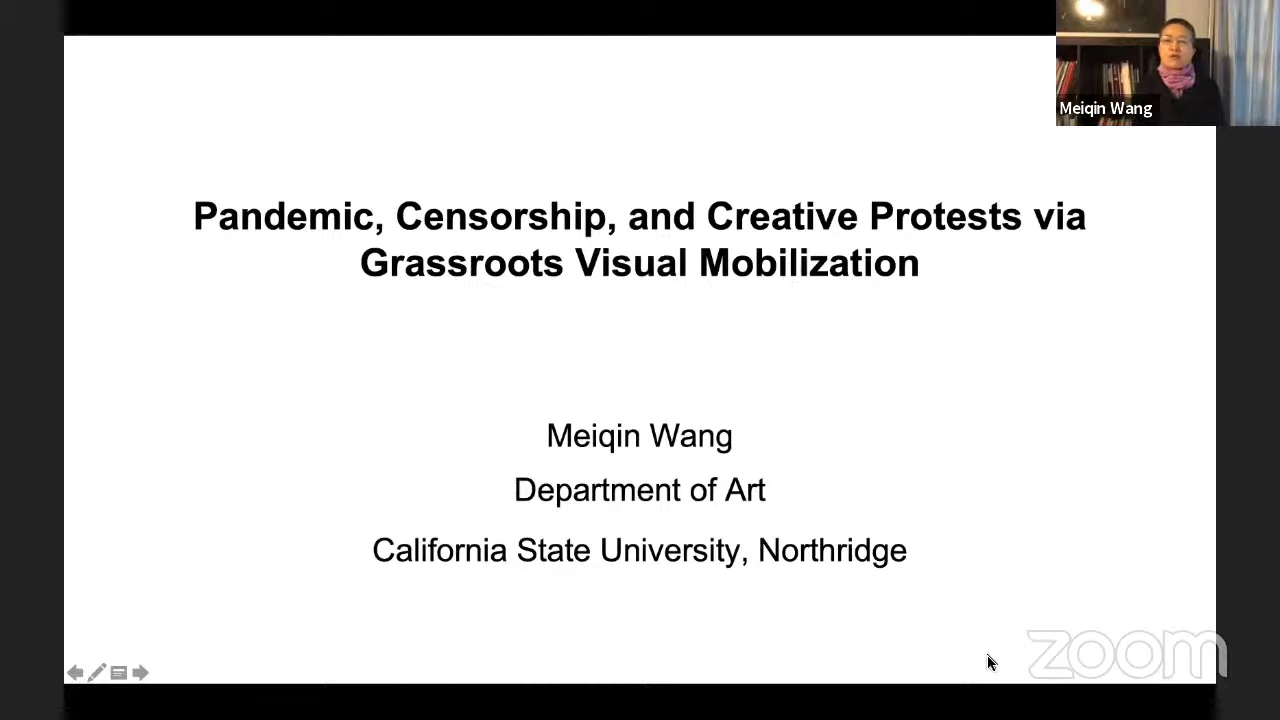 Meiqin Wang
Pandemic, Censorship, and Creative Protests via
Grassroots Visual Mobilization
Meiqin Wang
Department of Art
California State University, Northridge
zoom